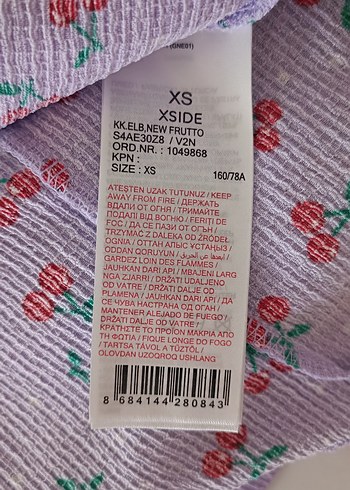 (GNE01)
XS
XSIDE
KK.ELB,NEW FRUTTO
S4AE30Z8 / V2N
ORD.NR. : 1049868
KPN :
SIZE : XS 160/78A
ATEŞTEN UZAK TUTUNUZ / KEEP
AWAY FROM FIRE / ДЕРЖАТЬ
ВДАЛИ ОТ ОГНЯ / ТРИМАЙТЕ
ПОДАЛІ ВІД ВОГНЮ / FERITI DE
FOC / ДА СЕ ПАЗИ ОТ ОГЪН /
TRZYMAĆ Z DALEKA OD ŹRÓDEŁ
OGNIA / ОТТАН АЛЫС ҰСТАҢЫЗ /
ODDAN QORUYUN / أبعدها عن الحريق /
GARDEZ LOIN DES FLAMMES /
JAUHKAN DARI API / MBAJENI LARG
NGA ZJARRI / DRŽATI UDALJENO
OD VATRE / DRŽATI DALJE OD
PLAMENA / JAUHKAN DARI API / ДА
СЕ ЧУВА НАСТРАНА ОД ОГАН /
MANTENER ALEJADO DE FUEGO /
DRŽATI DALJE OD VATRE /
ΚΡΑΤΗΣΤΕ ΤΟ ΠΡΟΪΟΝ ΜΑΚΡΙΑ ΑΠΟ
ΤΗ ΦΩΤΙΑ / FIQUE LONGE DO FOGO
/ TARTSA TÁVOL A TŰZTŐL /
OLOVDAN UZOQROQ USHLANG
8 684144 280843